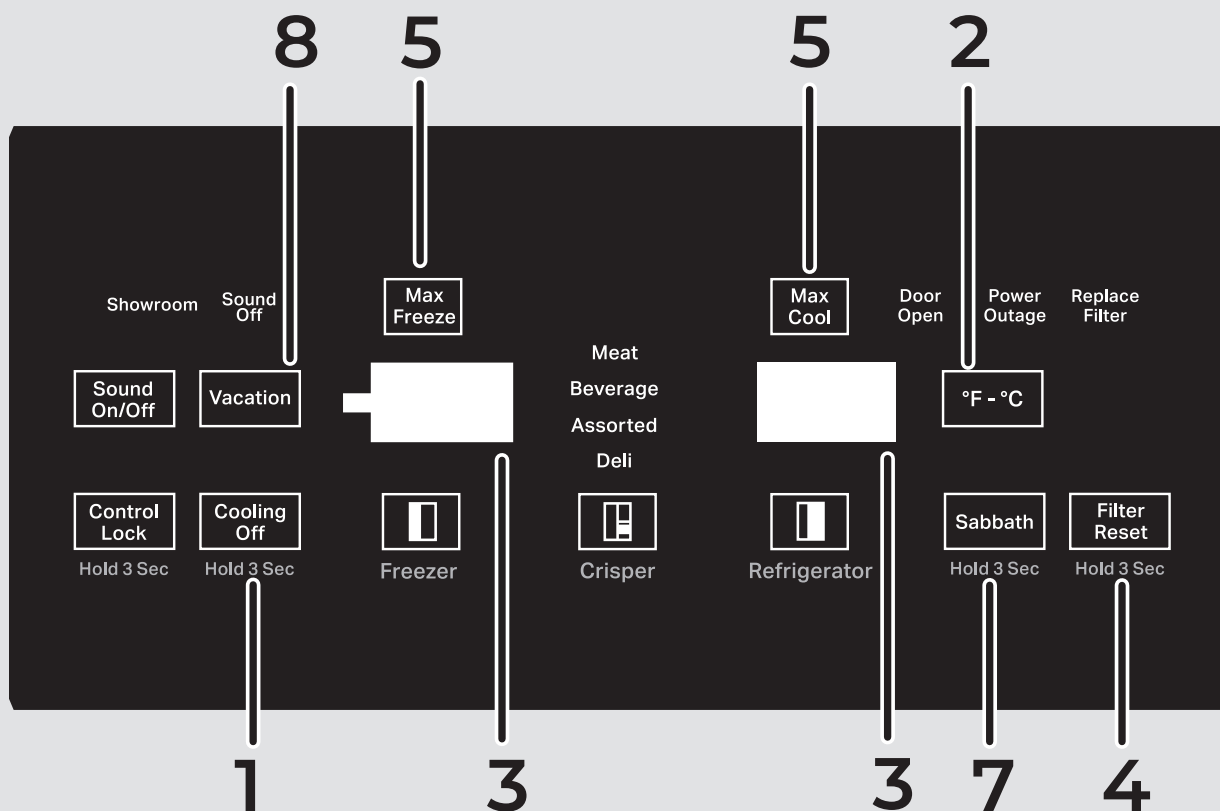 8 5 5 2
Showroom
Sound
Off
Max
Freeze
Max
Cool
Door
Open
Power
Outage
Replace
Filter
Meat
Beverage
Assorted
Deli
Sound
On/Off
Vacation
°F - °C
Control
Lock
Cooling
Off
Sabbath
Filter
Reset
Hold 3 Sec
Hold 3 Sec
Freezer
Crisper
Refrigerator
Hold 3 Sec
Hold 3 Sec
1 3 3 7 4